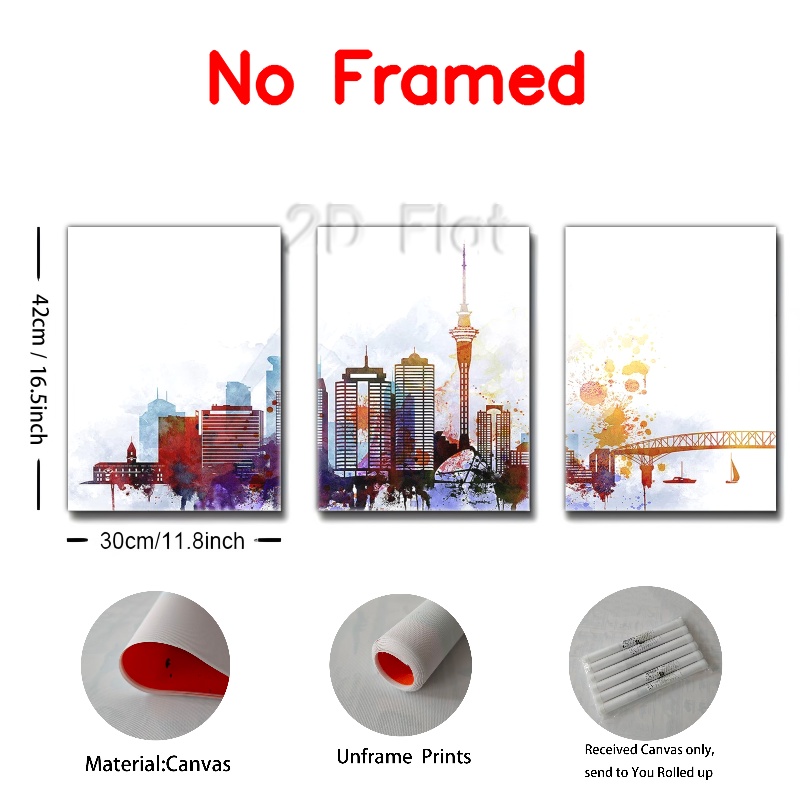 No Framed
2D Flat
42cm / 16.5inch
30cm/11.8inch
Material:Canvas
Unframe Prints
Received Canvas only,
send to You Rolled up